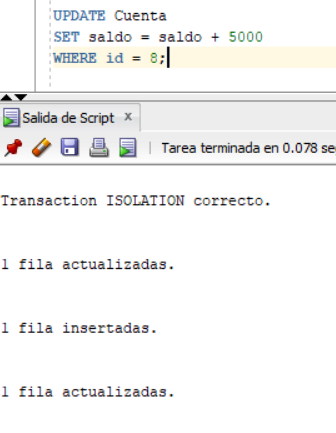 UPDATE Cuenta
SET saldo = saldo + 5000
WHERE id = 8;
Salida de Script x
Tarea terminada en 0.078 se
Transaction ISOLATION correcto.
1 fila actualizadas.
1 fila insertadas.
1 fila actualizadas.